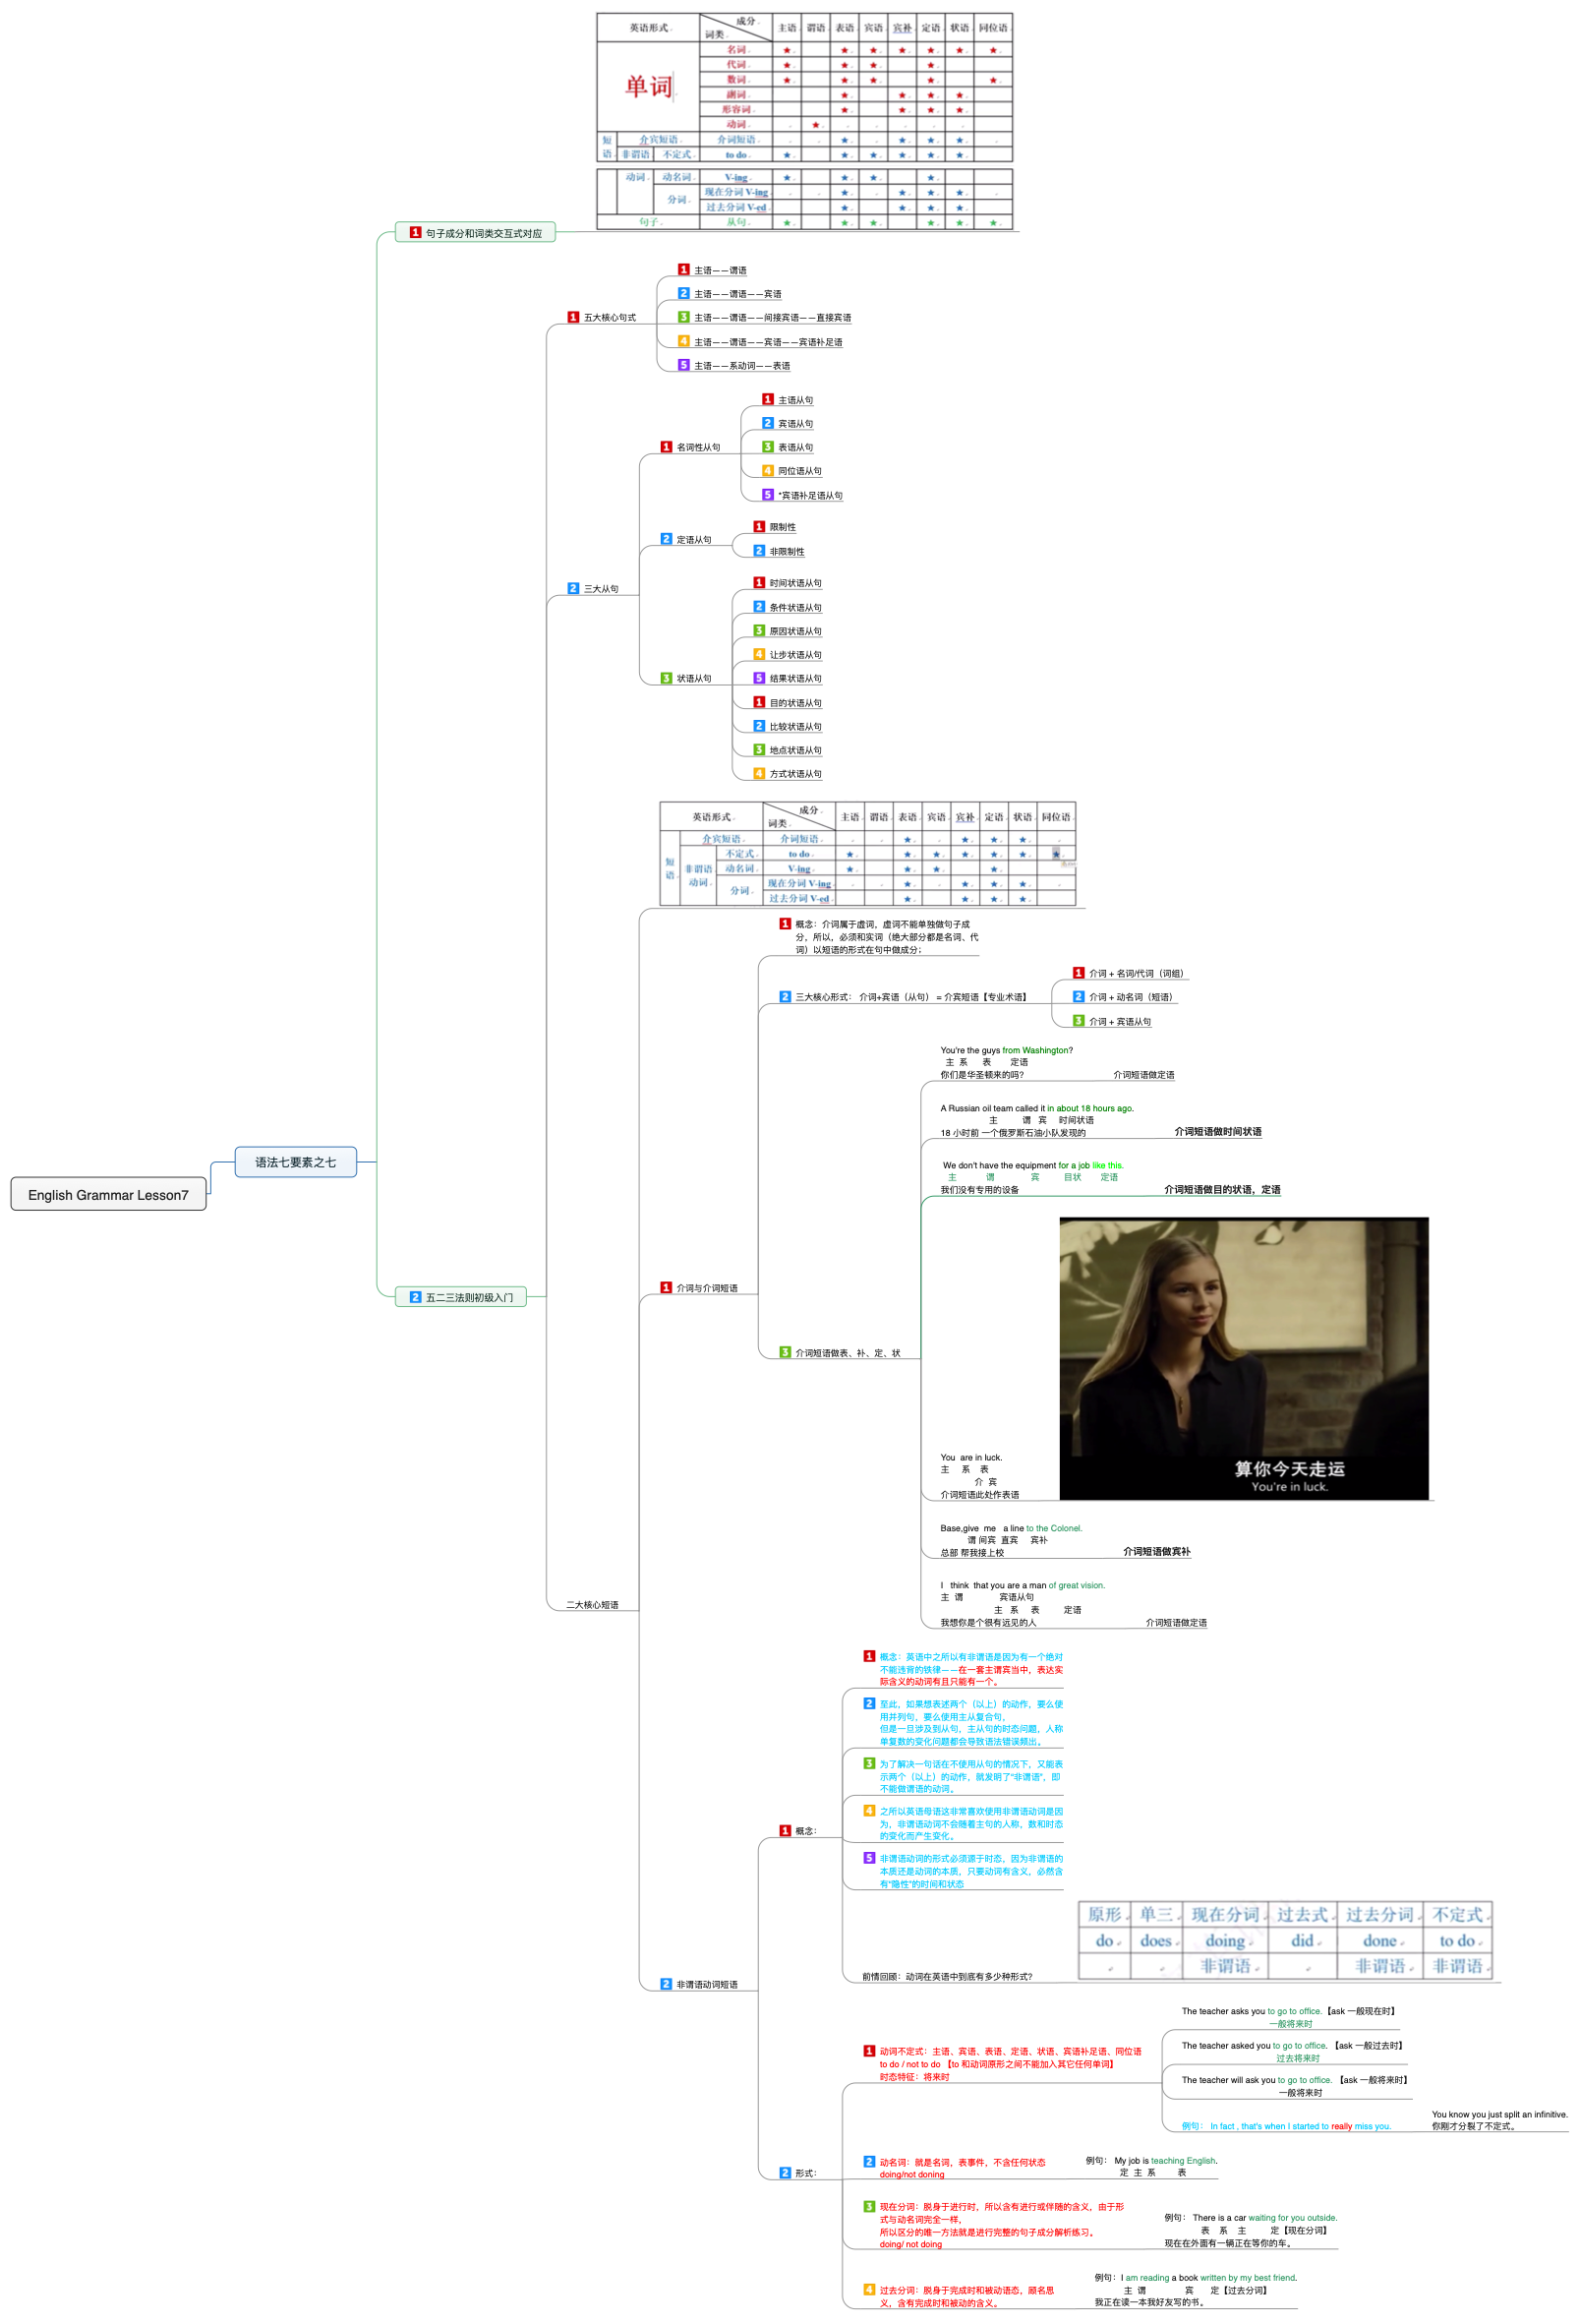 English Grammar Lesson7
语法七要素之七
1 句子成分和词类交互式对应
英语形式 成分 词类 主语 谓语 表语 宾语 宾补 定语 状语 同位语
单词
名词 ★ ★ ★ ★ ★ ★ ★
代词 ★ ★ ★ ★
数词 ★ ★ ★ ★ ★
副词 ★ ★ ★ ★
形容词 ★ ★ ★ ★
动词 ★
短语 介宾短语 介词短语 ★ ★ ★ ★
非谓语 不定式 to do ★ ★ ★ ★ ★ ★
动词 动名词 V-ing ★ ★ ★ ★
分词 现在分词 V-ing ★ ★ ★ ★
过去分词 V-ed ★ ★ ★ ★
句子 从句 ★ ★ ★ ★ ★ ★
2 五二三法则初级入门
1 五大核心句式
1 主语——谓语
2 主语——谓语——宾语
3 主语——谓语——间接宾语——直接宾语
4 主语——谓语——宾语——宾语补足语
5 主语——系动词——表语
2 三大从句
1 名词性从句
1 主语从句
2 宾语从句
3 表语从句
4 同位语从句
5 *宾语补足语从句
2 定语从句
1 限制性
2 非限制性
3 状语从句
1 时间状语从句
2 条件状语从句
3 原因状语从句
4 让步状语从句
5 结果状语从句
1 目的状语从句
2 比较状语从句
3 地点状语从句
4 方式状语从句
二大核心短语
英语形式 成分 词类 主语 谓语 表语 宾语 宾补 定语 状语 同位语
短语 介宾短语 介词短语 ★ ★ ★ ★
非谓语动词 不定式 to do ★ ★ ★ ★ ★ ★ ★
动名词 V-ing ★ ★ ★ ★
分词 现在分词 V-ing ★ ★ ★ ★
过去分词 V-ed ★ ★ ★ ★
1 介词与介词短语
1 概念：介词属于虚词，虚词不能单独做句子成
分，所以，必须和实词（绝大部分都是名词、代
词）以短语的形式在句中做成分；
2 三大核心形式： 介词+宾语（从句） = 介宾短语【专业术语】
1 介词 + 名词/代词（词组）
2 介词 + 动名词（短语）
3 介词 + 宾语从句
3 介词短语做表、补、定、状
You're the guys from Washington?
主 系 表 定语
你们是华圣顿来的吗? 介词短语做定语
A Russian oil team called it in about 18 hours ago.
主 谓 宾 时间状语
18 小时前 一个俄罗斯石油小队发现的 介词短语做时间状语
We don't have the equipment for a job like this.
主 谓 宾 目状 定语
我们没有专用的设备 介词短语做目的状语，定语
You are in luck.
主 系 表
介 宾
介词短语此处作表语
算你今天走运
You're in luck.
Base,give me a line to the Colonel.
谓 间宾 直宾 宾补
总部 帮我接上校 介词短语做宾补
I think that you are a man of great vision.
主 谓 宾语从句
主 系 表 定语
我想你是个很有远见的人 介词短语做定语
2 非谓语动词短语
1 概念：
1 概念：英语中之所以有非谓语是因为有一个绝对
不能违背的铁律——在一套主谓宾当中，表达实
际含义的动词有且只能有一个。
2 至此，如果想表述两个（以上）的动作，要么使
用并列句，要么使用主从复合句，
但是一旦涉及到从句，主从句的时态问题，人称
单复数的变化问题都会导致语法错误频出。
3 为了解决一句话在不使用从句的情况下，又能表
示两个（以上）的动作，就发明了“非谓语”，即
不能做谓语的动词。
4 之所以英语母语这非常喜欢使用非谓语动词是因
为，非谓语动词不会随着主句的人称，数和时态
的变化而产生变化。
5 非谓语动词的形式必须源于时态，因为非谓语的
本质还是动词的本质，只要动词有含义，必然含
有“隐性”的时间和状态
前情回顾：动词在英语中到底有多少种形式?
原形 单三 现在分词 过去式 过去分词 不定式
do does doing did done to do
非谓语 非谓语 非谓语
2 形式：
1 动词不定式：主语、宾语、表语、定语、状语、宾语补足语、同位语
to do / not to do 【to 和动词原形之间不能加入其它任何单词】
时态特征：将来时
The teacher asks you to go to office.【ask 一般现在时】
一般将来时
The teacher asked you to go to office. 【ask 一般过去时】
过去将来时
The teacher will ask you to go to office. 【ask 一般将来时】
一般将来时
例句： In fact , that's when I started to really miss you.
You know you just split an infinitive.
你刚才分裂了不定式。
2 动名词：就是名词，表事件，不含任何状态
doing/not doning
例句： My job is teaching English.
定 主 系 表
3 现在分词：脱身于进行时，所以含有进行或伴随的含义，由于形
式与动名词完全一样，
所以区分的唯一方法就是进行完整的句子成分解析练习。
doing/ not doing
例句： There is a car waiting for you outside.
表 系 主 定【现在分词】
现在在外面有一辆正在等你的车。
4 过去分词：脱身于完成时和被动语态，顾名思
义，含有完成时和被动的含义。
例句：I am reading a book written by my best friend.
主 谓 宾 定【过去分词】
我正在读一本我好友写的书。